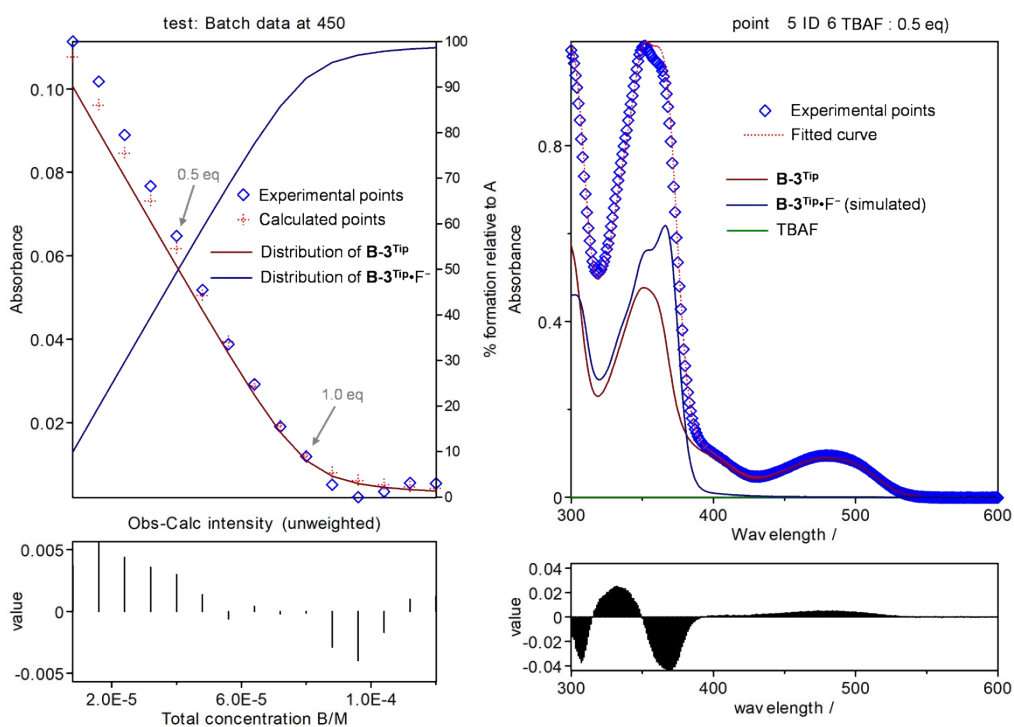 test: Batch data at 450
Absorbance
0.10
0.08
0.06
0.04
0.02
100
90
80
70
60
50
40
30
20
10
0
% formation relative to A
0.5 eq
Experimental points
Calculated points
Distribution of B-3Tip
Distribution of B-3Tip•F–
1.0 eq
Obs-Calc intensity (unweighted)
value
0.005
0
-0.005
2.0E-5 6.0E-5 1.0E-4
Total concentration B/M
point 5 ID 6 TBAF : 0.5 eq)
Absorbance
0.8
0.4
0
Experimental points
Fitted curve
B-3Tip
B-3Tip•F– (simulated)
TBAF
300 400 500 600
Wavelength /
value
0.04
0.02
0
-0.02
-0.04
300 400 500 600
wavelength /